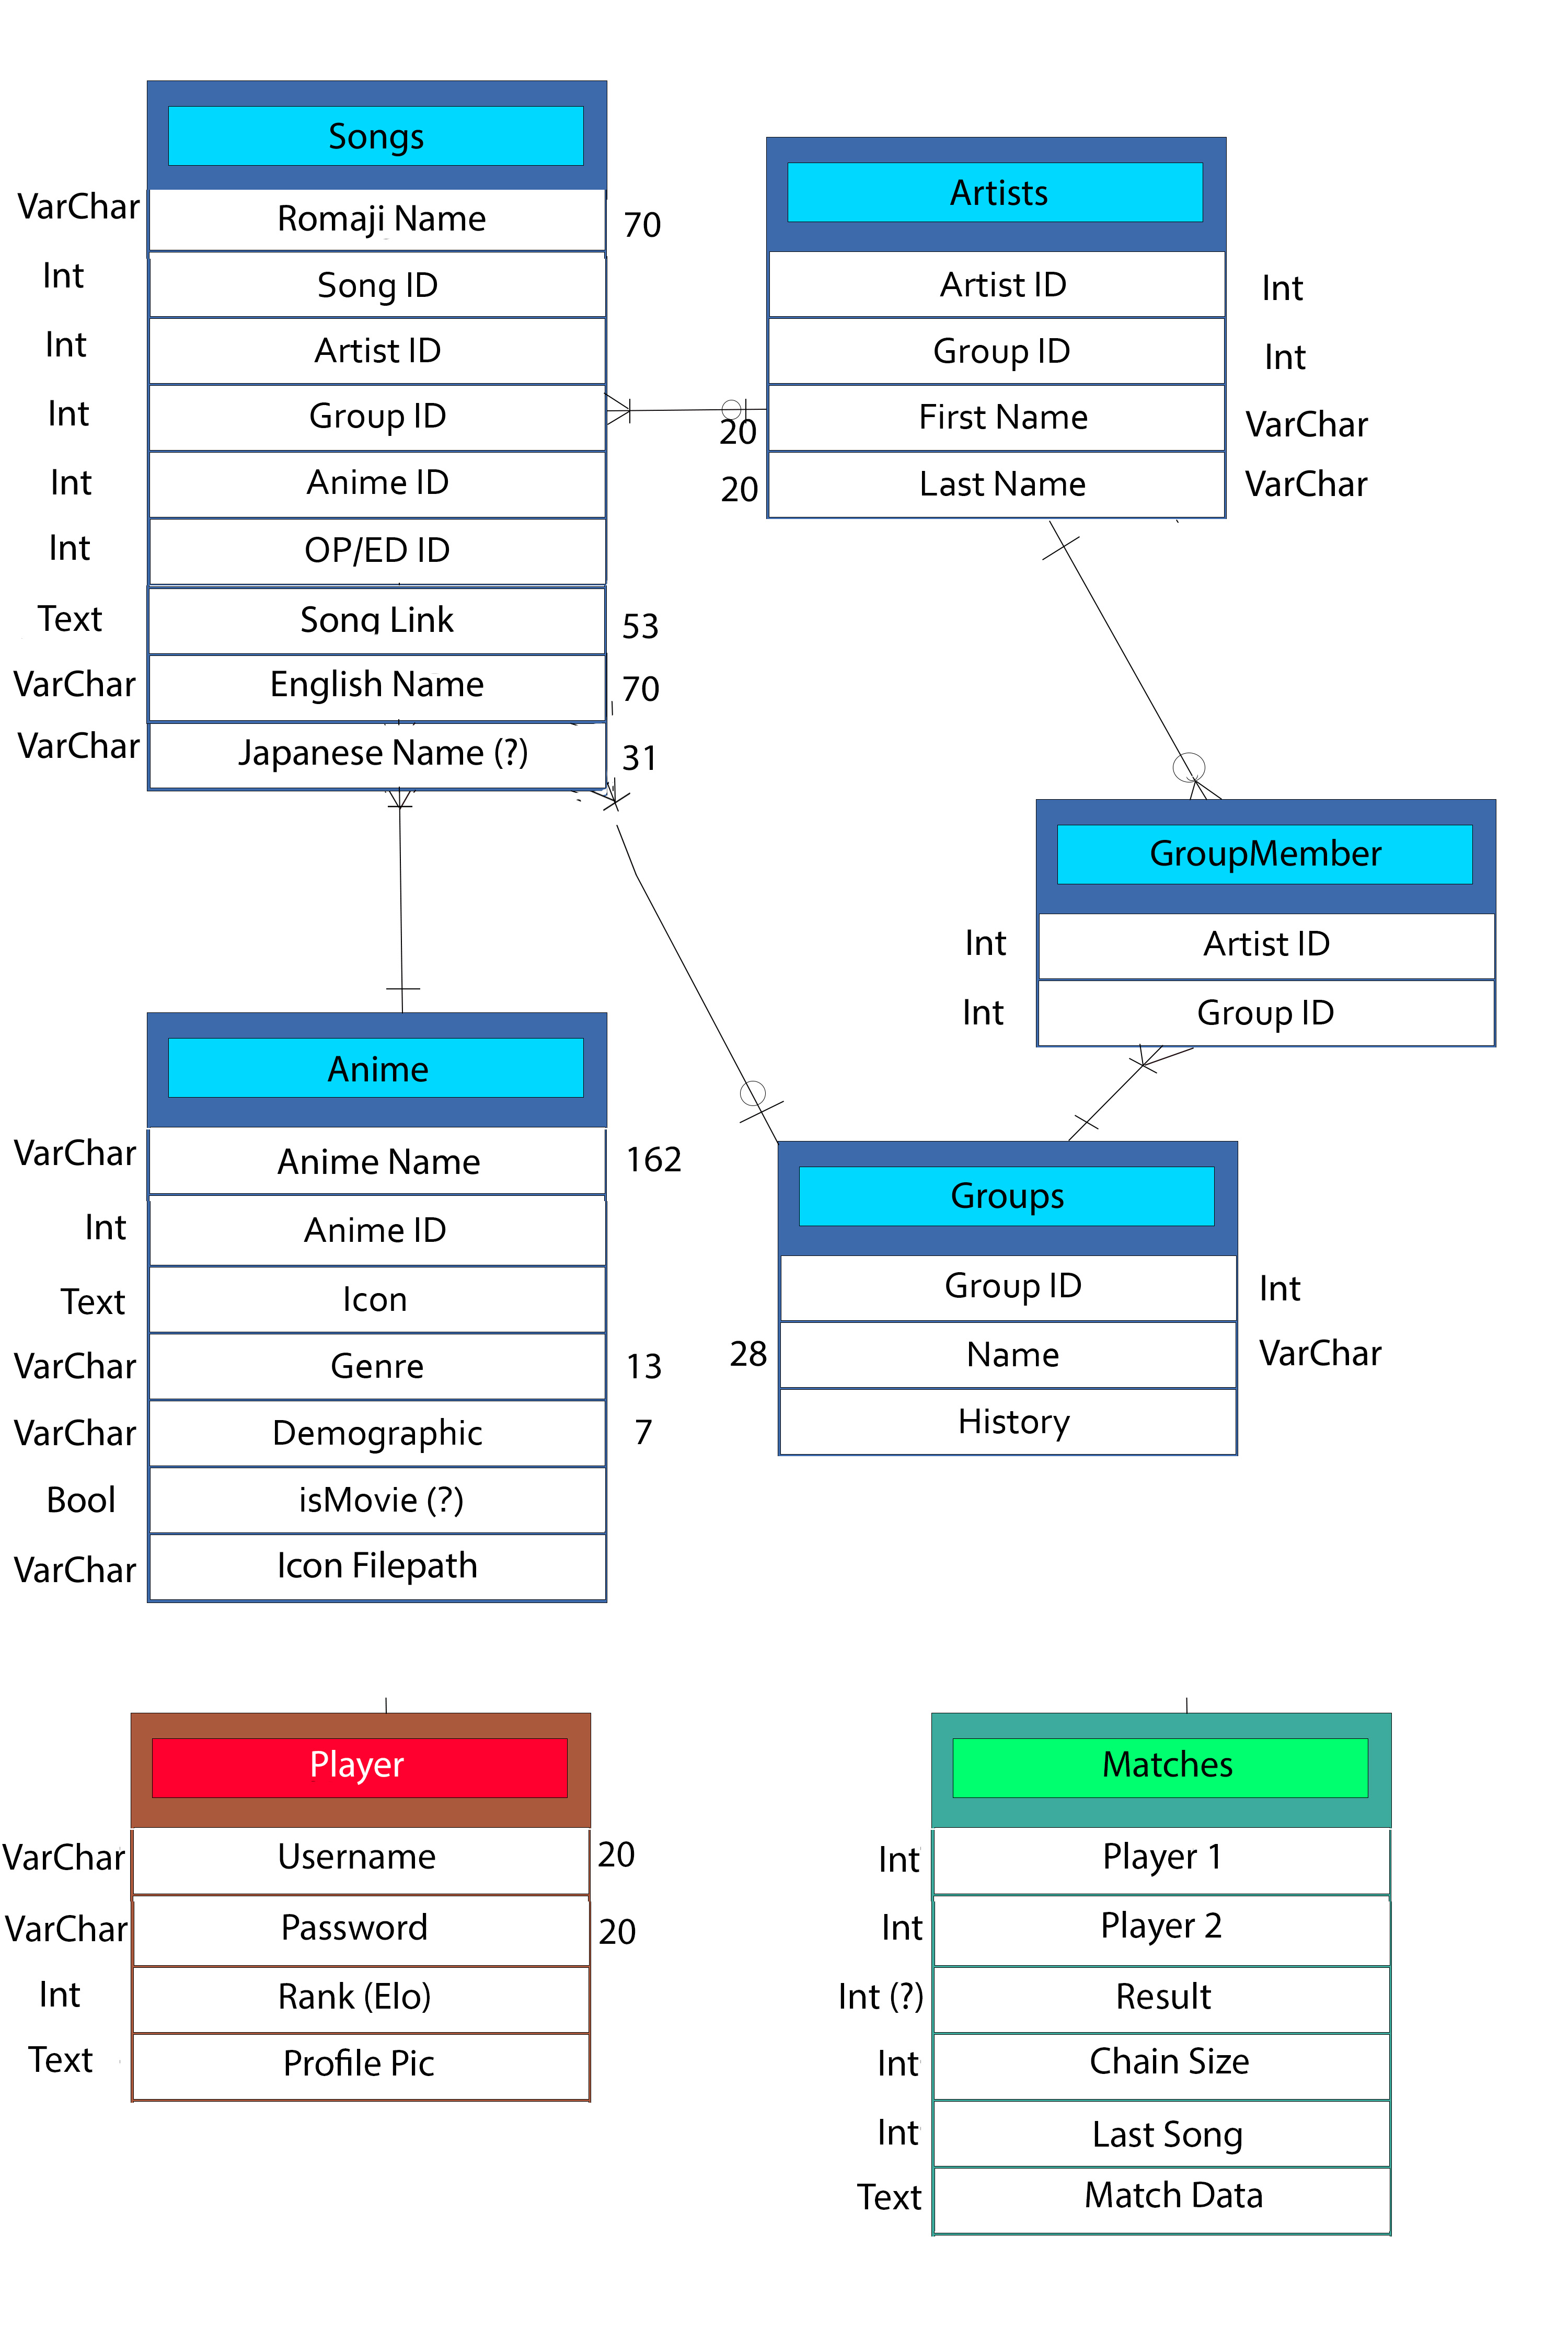 Songs
VarChar Romaji Name 70
Int Song ID
Int Artist ID
Int Group ID
Int Anime ID
Int OP/ED ID
Text Song Link 53
VarChar English Name 70
VarChar Japanese Name (?) 31
Artists
Artist ID Int
Group ID Int
20 First Name VarChar
20 Last Name VarChar
GroupMember
Int Artist ID
Int Group ID
Anime
VarChar Anime Name 162
Int Anime ID
Text Icon
VarChar Genre 13
VarChar Demographic 7
Bool isMovie (?)
VarChar Icon Filepath
Groups
Group ID Int
28 Name VarChar
History
Player
VarChar Username 20
VarChar Password 20
Int Rank (Elo)
Text Profile Pic
Matches
Int Player 1
Int Player 2
Int (?) Result
Int Chain Size
Int Last Song
Text Match Data